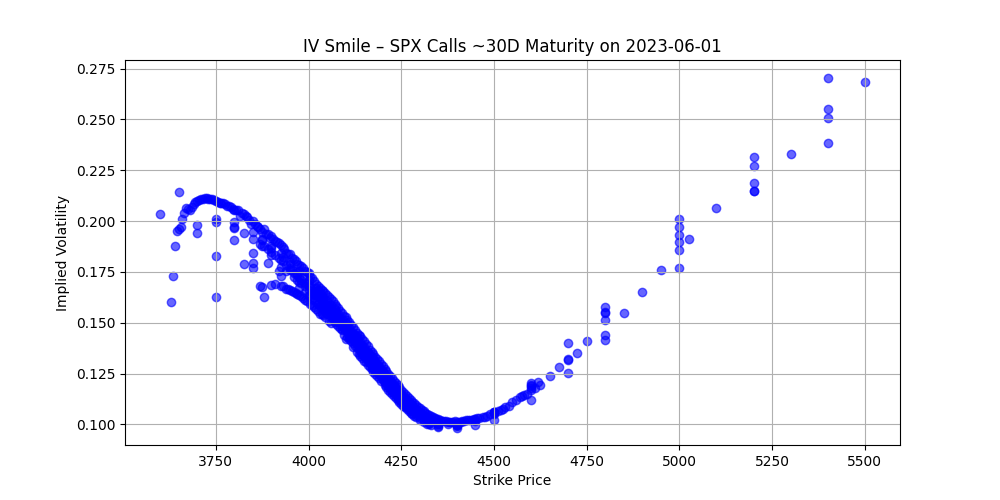 IV Smile – SPX Calls ~30D Maturity on 2023-06-01
0.275
0.250
0.225
0.200
0.175
0.150
0.125
0.100
Implied Volatility
3750 4000 4250 4500 4750 5000 5250 5500
Strike Price